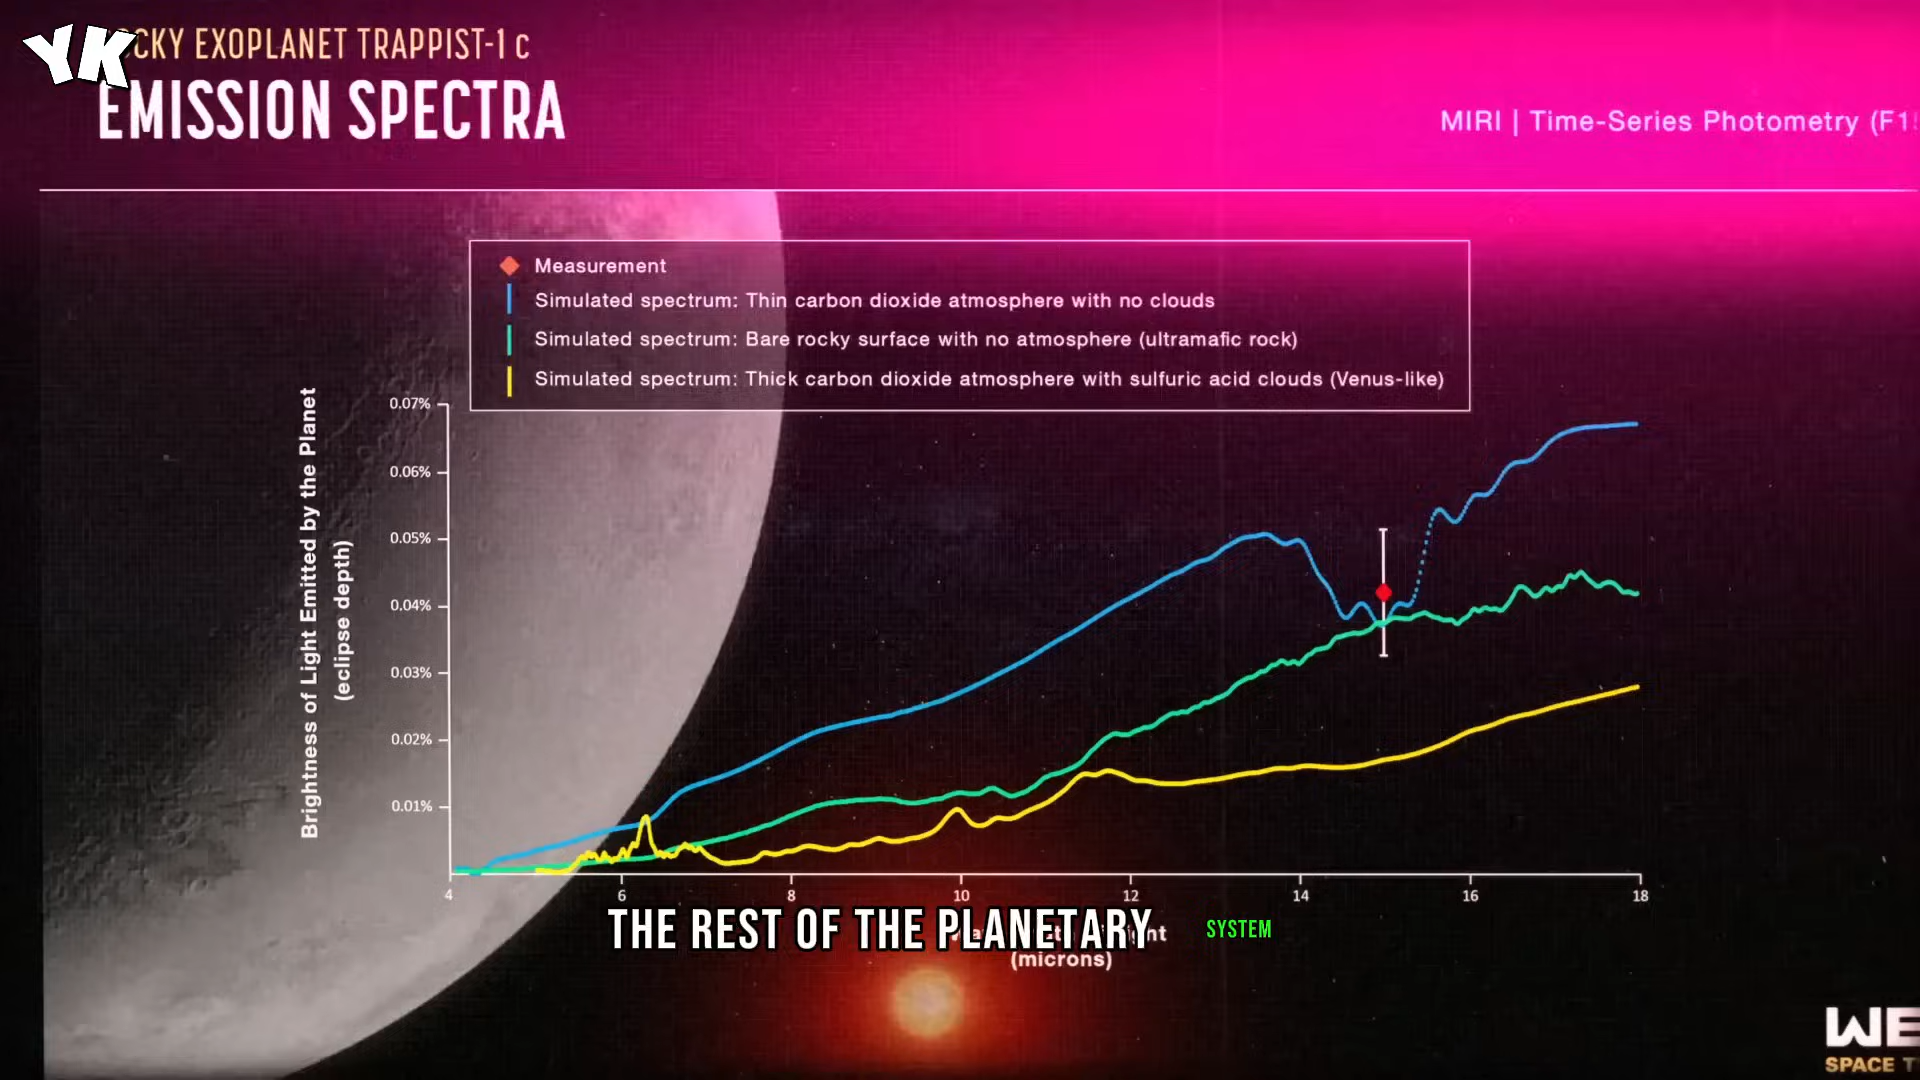 YK
CKY EXOPLANET TRAPPIST-1 c
EMISSION SPECTRA
MIRI | Time-Series Photometry (F1
Measurement
Simulated spectrum: Thin carbon dioxide atmosphere with no clouds
Simulated spectrum: Bare rocky surface with no atmosphere (ultramafic rock)
Simulated spectrum: Thick carbon dioxide atmosphere with sulfuric acid clouds (Venus-like)
Brightness of Light Emitted by the Planet
(eclipse depth)
0.07%
0.06%
0.05%
0.04%
0.03%
0.02%
0.01%
4 6 8 10 12 14 16 18
THE REST OF THE PLANETARY SYSTEM
(microns)
WE
SPACE T